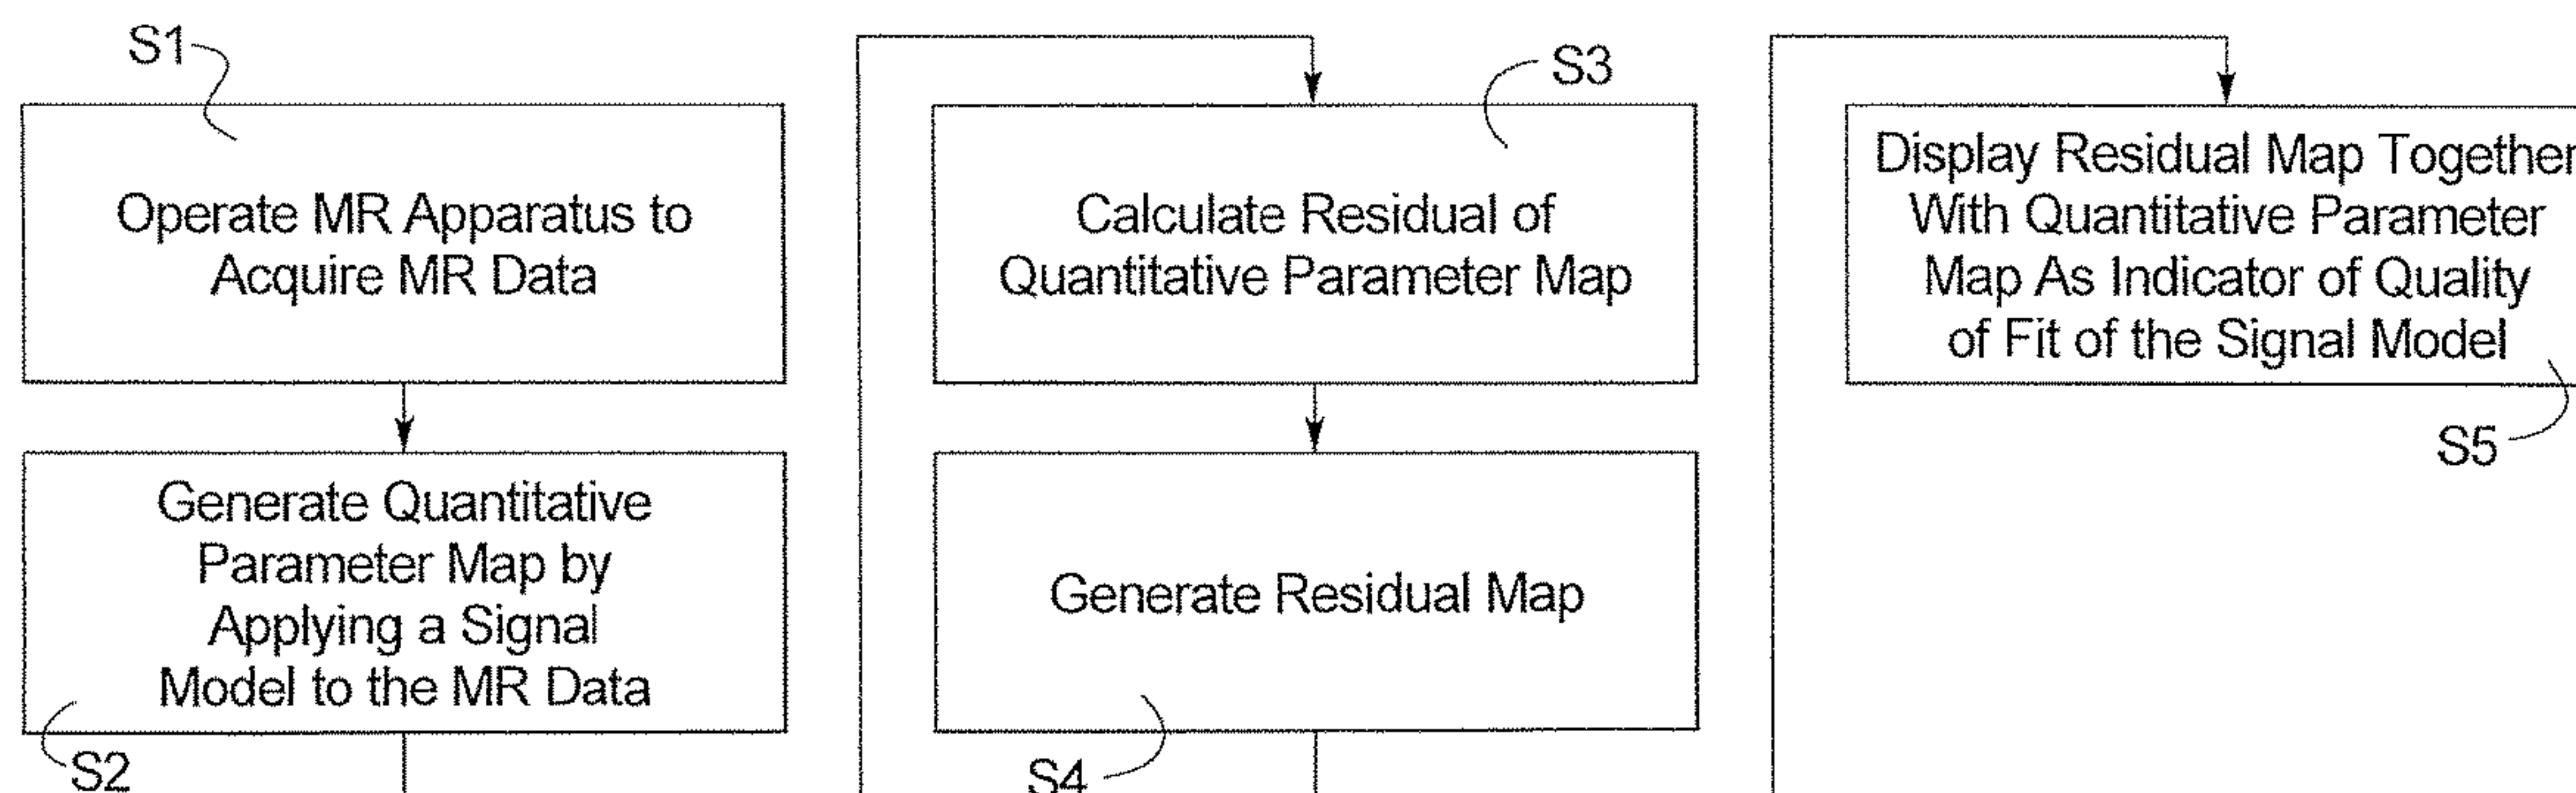 S1
Operate MR Apparatus to
Acquire MR Data
Generate Quantitative
Parameter Map by
Applying a Signal
Model to the MR Data
S2
S3
Calculate Residual of
Quantitative Parameter Map
Generate Residual Map
S4
Display Residual Map Together
With Quantitative Parameter
Map As Indicator of Quality
of Fit of the Signal Model
S5